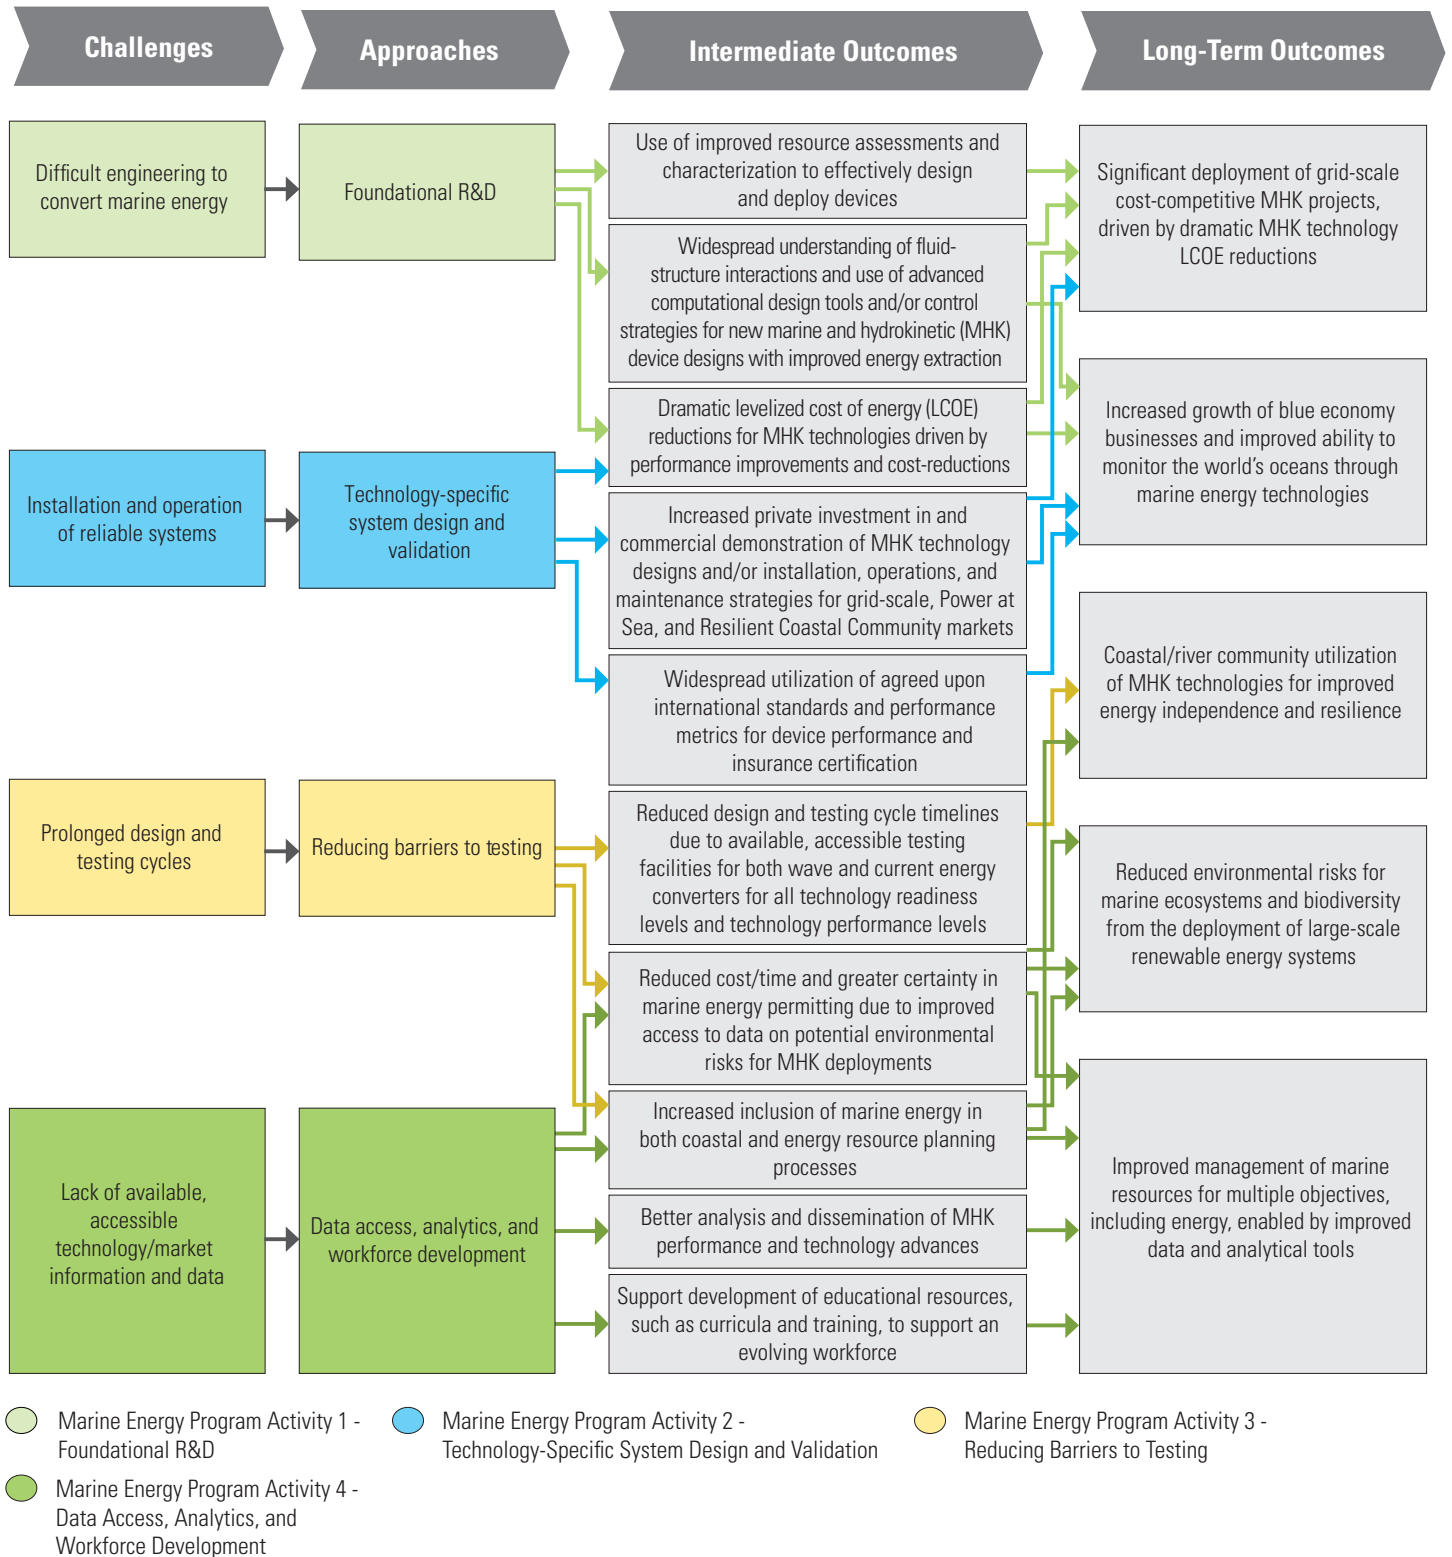 Challenges
Approaches
Intermediate Outcomes
Long-Term Outcomes
Difficult engineering to
convert marine energy
Foundational R&D
Use of improved resource assessments and
characterization to effectively design
and deploy devices
Significant deployment of grid-scale
cost-competitive MHK projects,
driven by dramatic MHK technology
LCOE reductions
Widespread understanding of fluid-
structure interactions and use of advanced
computational design tools and/or control
strategies for new marine and hydrokinetic (MHK)
device designs with improved energy extraction
Dramatic levelized cost of energy (LCOE)
reductions for MHK technologies driven by
performance improvements and cost-reductions
Increased growth of blue economy
businesses and improved ability to
monitor the world's oceans through
marine energy technologies
Installation and operation
of reliable systems
Technology-specific
system design and
validation
Increased private investment in and
commercial demonstration of MHK technology
designs and/or installation, operations, and
maintenance strategies for grid-scale, Power at
Sea, and Resilient Coastal Community markets
Widespread utilization of agreed upon
international standards and performance
metrics for device performance and
insurance certification
Coastal/river community utilization
of MHK technologies for improved
energy independence and resilience
Prolonged design and
testing cycles
Reducing barriers to testing
Reduced design and testing cycle timelines
due to available, accessible testing
facilities for both wave and current energy
converters for all technology readiness
levels and technology performance levels
Reduced environmental risks for
marine ecosystems and biodiversity
from the deployment of large-scale
renewable energy systems
Reduced cost/time and greater certainty in
marine energy permitting due to improved
access to data on potential environmental
risks for MHK deployments
Increased inclusion of marine energy in
both coastal and energy resource planning
processes
Lack of available,
accessible
technology/market
information and data
Data access, analytics, and
workforce development
Better analysis and dissemination of MHK
performance and technology advances
Support development of educational resources,
such as curricula and training, to support an
evolving workforce
Improved management of marine
resources for multiple objectives,
including energy, enabled by improved
data and analytical tools
Marine Energy Program Activity 1 -
Foundational R&D
Marine Energy Program Activity 2 -
Technology-Specific System Design and Validation
Marine Energy Program Activity 3 -
Reducing Barriers to Testing
Marine Energy Program Activity 4 -
Data Access, Analytics, and
Workforce Development